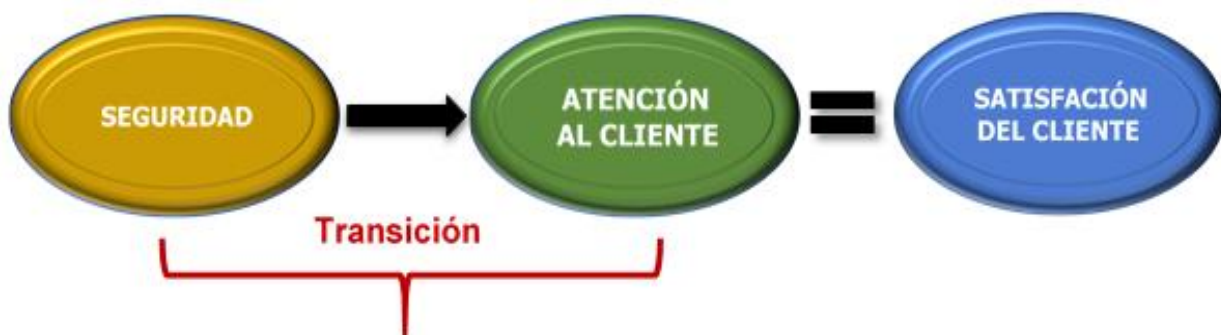 SEGURIDAD
ATENCIÓN
AL CLIENTE
SATISFACIÓN
DEL CLIENTE
Transición